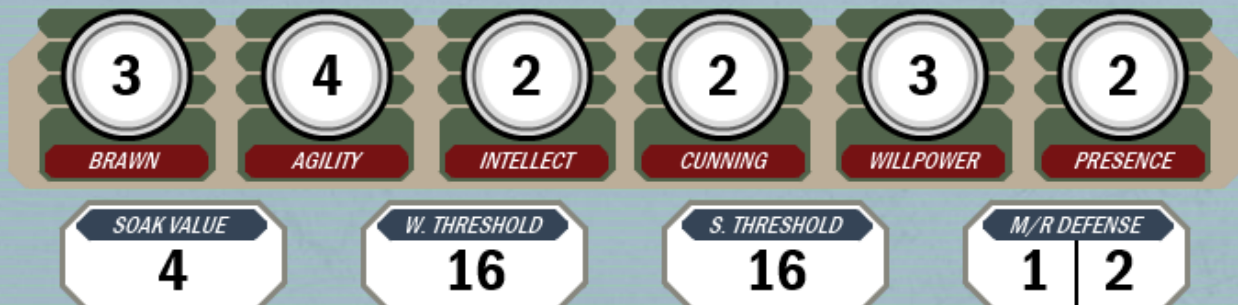 3 4 2 2 3 2
BRAWN AGILITY INTELLECT CUNNING WILLPOWER PRESENCE
SOAK VALUE W. THRESHOLD S. THRESHOLD M/R DEFENSE
4 16 16 1 2